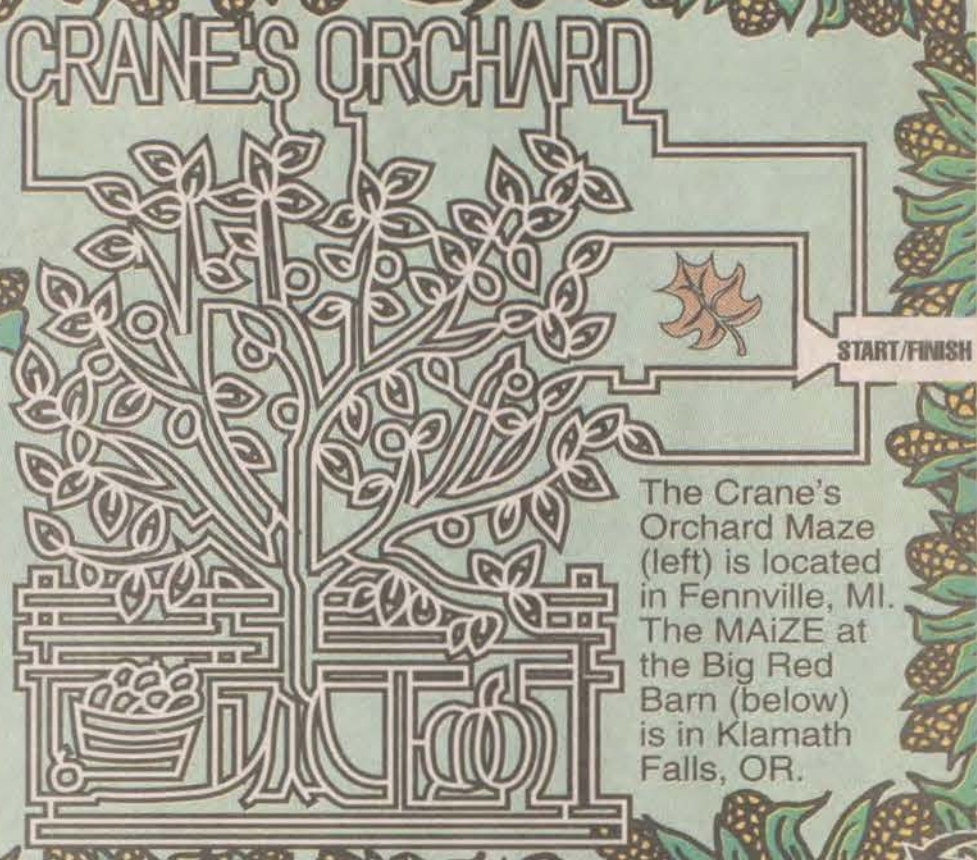 CRANE'S ORCHARD
START/FINISH
The Crane's
Orchard Maze
(left) is located
in Fennville, MI.
The MAiZE at
the Big Red
Barn (below)
is in Klamath
Falls, OR.